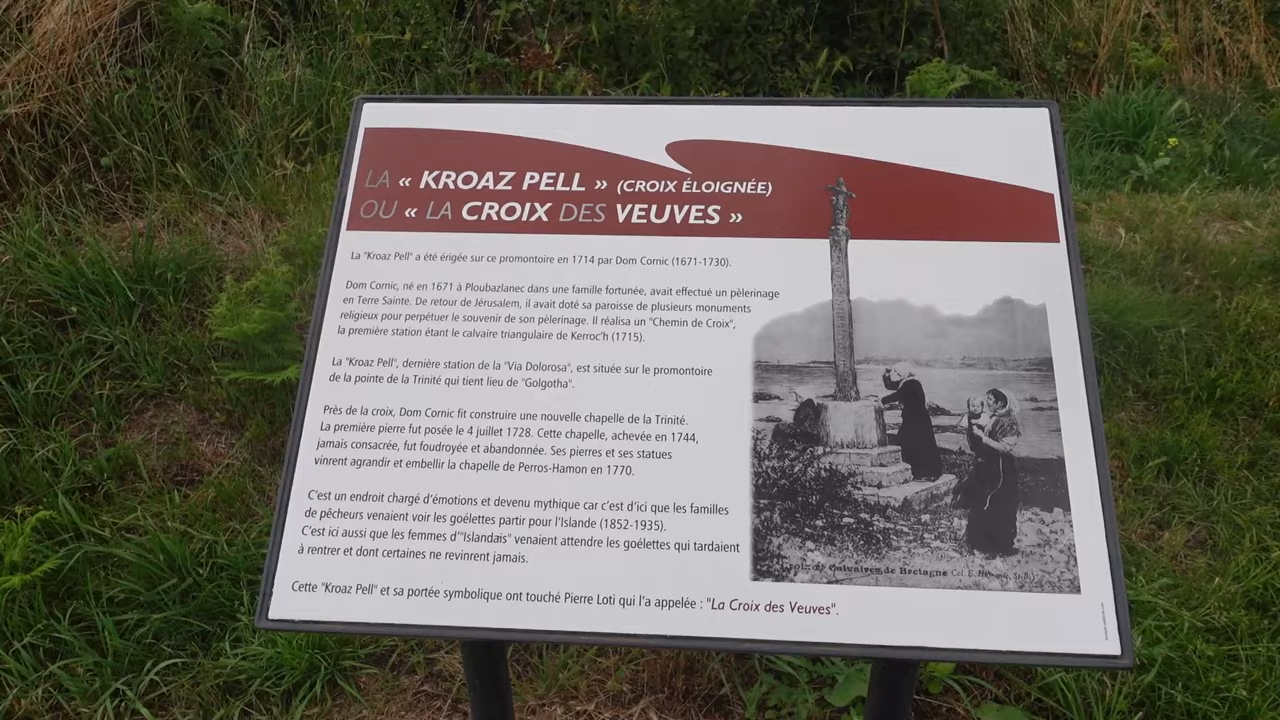 LA « KROAZ PELL » (CROIX ÉLOIGNÉE)
OU « LA CROIX DES VEUVES »
La "Kroaz Pell" a été érigée sur ce promontoire en 1714 par Dom Cornic (1671-1730).
Dom Cornic, né en 1671 à Ploubazlanec dans une famille fortunée, avait effectué un pèlerinage
en Terre Sainte. De retour de Jérusalem, il avait doté sa paroisse de plusieurs monuments
religieux pour perpétuer le souvenir de son pèlerinage. Il réalisa un "Chemin de Croix",
la première station étant le calvaire triangulaire de Kerroc'h (1715).
La "Kroaz Pell", dernière station de la "Via Dolorosa", est située sur le promontoire
de la pointe de la Trinité qui tient lieu de "Golgotha".
Près de la croix, Dom Cornic fit construire une nouvelle chapelle de la Trinité.
La première pierre fut posée le 4 juillet 1728. Cette chapelle, achevée en 1744,
jamais consacrée, fut foudroyée et abandonnée. Ses pierres et ses statues
vinrent agrandir et embellir la chapelle de Perros-Hamon en 1770.
C'est un endroit chargé d'émotions et devenu mythique car c'est d'ici que les familles
de pêcheurs venaient voir les goélettes partir pour l'Islande (1852-1935).
C'est ici aussi que les femmes d'"Islandais" venaient attendre les goélettes qui tardaient
à rentrer et dont certaines ne revinrent jamais.
Cette "Kroaz Pell" et sa portée symbolique ont touché Pierre Loti qui l'a appelée : "La Croix des Veuves".
Calvaires de Bretagne Col. E.